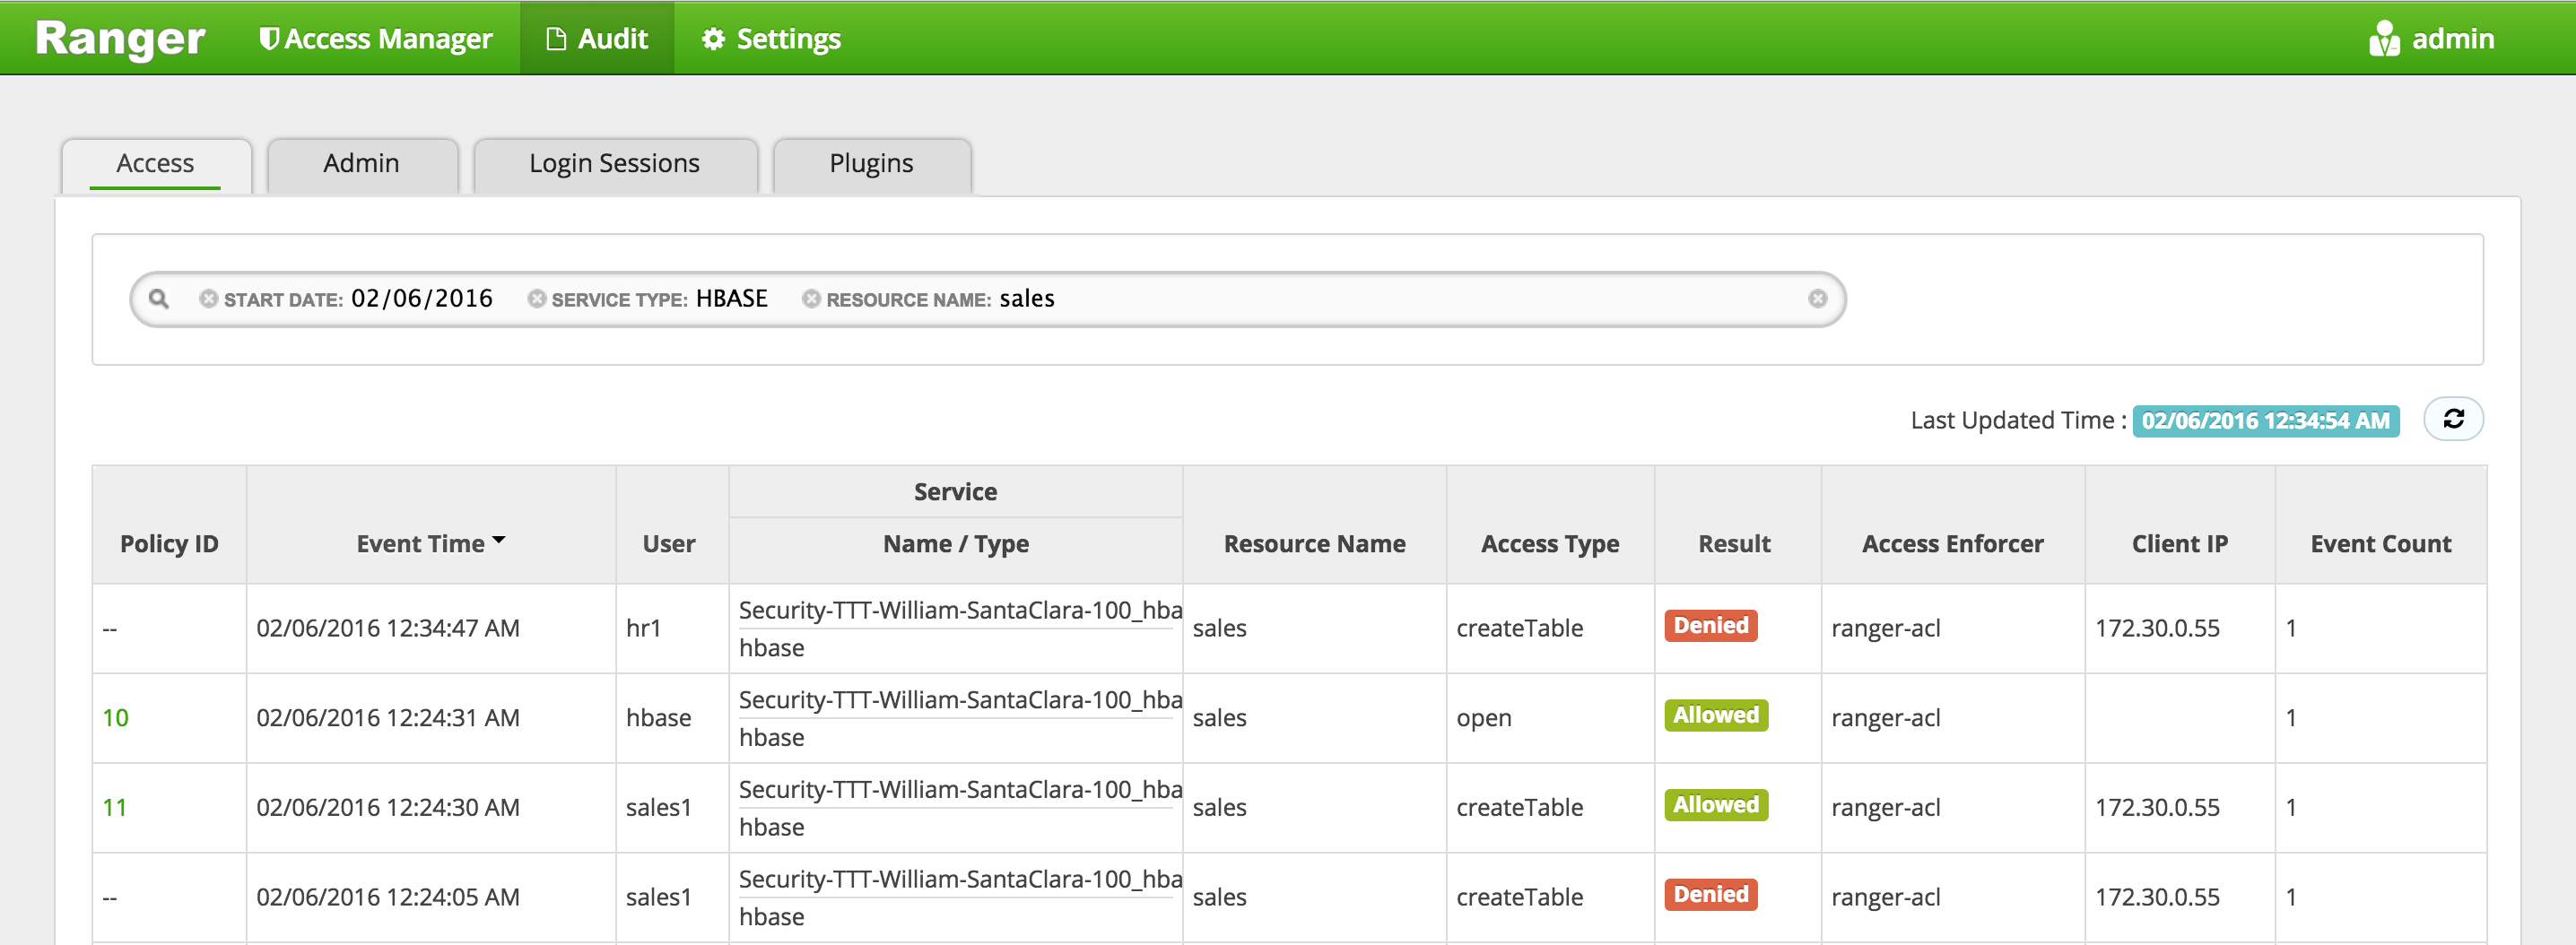 Ranger Access Manager Audit Settings admin
Access Admin Login Sessions Plugins
START DATE: 02/06/2016 SERVICE TYPE: HBASE RESOURCE NAME: sales
Last Updated Time : 02/06/2016 12:34:54 AM
Service
Policy ID Event Time User Name / Type Resource Name Access Type Result Access Enforcer Client IP Event Count
-- 02/06/2016 12:34:47 AM hr1 Security-TTT-William-SantaClara-100_hba sales createTable Denied ranger-acl 172.30.0.55 1
hbase
10 02/06/2016 12:24:31 AM hbase Security-TTT-William-SantaClara-100_hba sales open Allowed ranger-acl 1
hbase
11 02/06/2016 12:24:30 AM sales1 Security-TTT-William-SantaClara-100_hba sales createTable Allowed ranger-acl 172.30.0.55 1
hbase
-- 02/06/2016 12:24:05 AM sales1 Security-TTT-William-SantaClara-100_hba sales createTable Denied ranger-acl 172.30.0.55 1
hbase